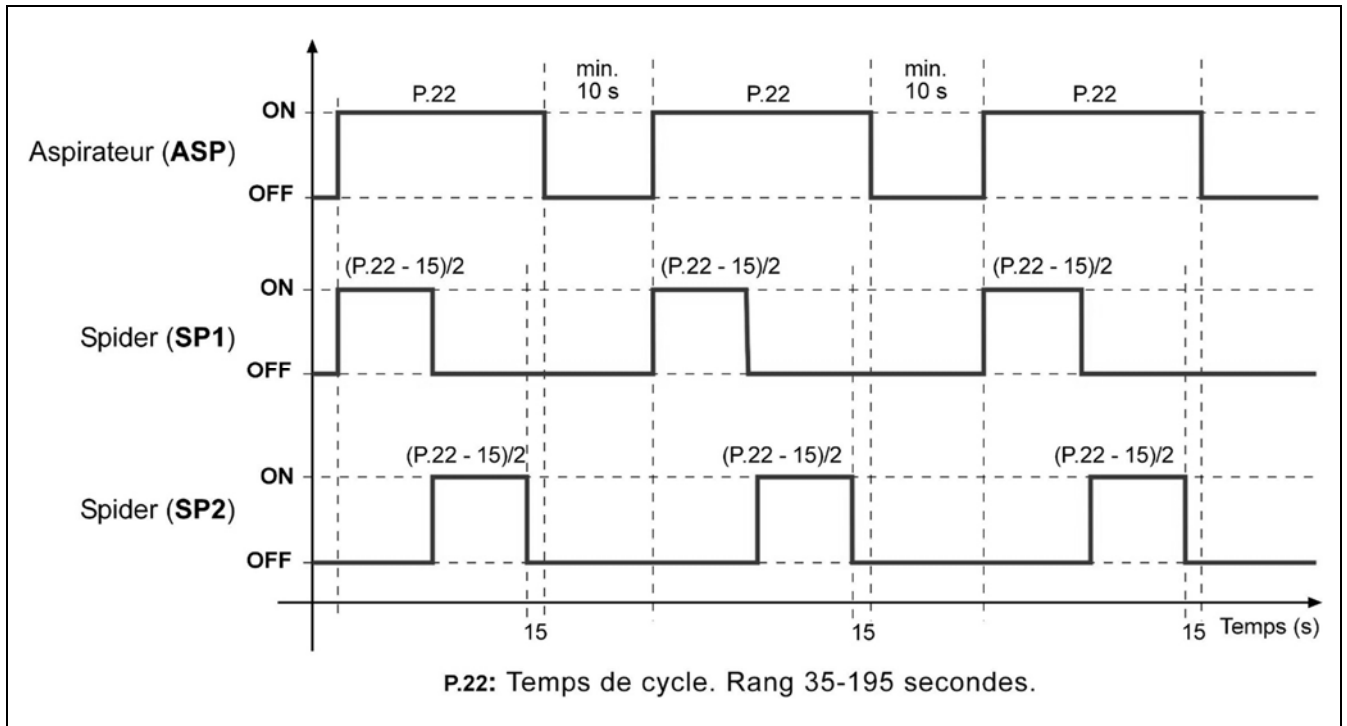 min.
10 s
min.
10 s
P.22
P.22
P.22
ON
Aspirateur (ASP)
OFF
(P.22 - 15)/2
(P.22 - 15)/2
(P.22 - 15)/2
ON
Spider (SP1)
OFF
(P.22 - 15)/2
(P.22 - 15)/2
(P.22 - 15)/2
ON
Spider (SP2)
OFF
15
15
15
Temps (s)
P.22: Temps de cycle. Rang 35-195 secondes.